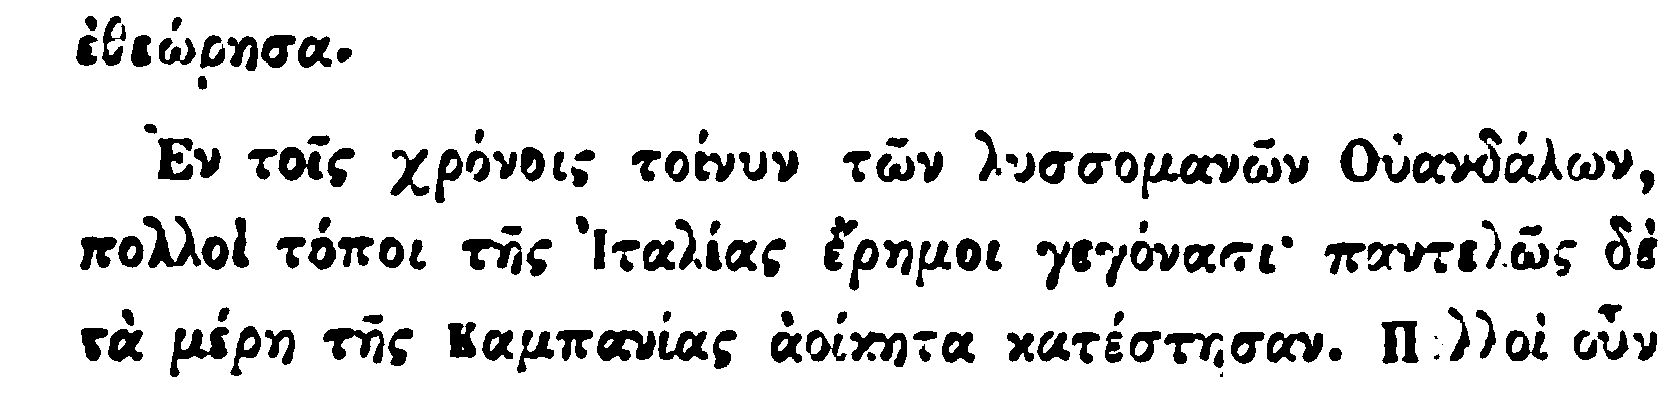 ἐθεώρησα.
Ἐν τοῖς χρόνοις τοίνυν τῶν λυσσομανῶν Οὐανδάλων,
πολλοὶ τόποι τῆς Ἰταλίας ἔρημοι γεγόνασι· παντελῶς δὲ
τὰ μέρη τῆς Καμπανίας ἀοίκητα κατέστησαν. Πολλοὶ οὖν